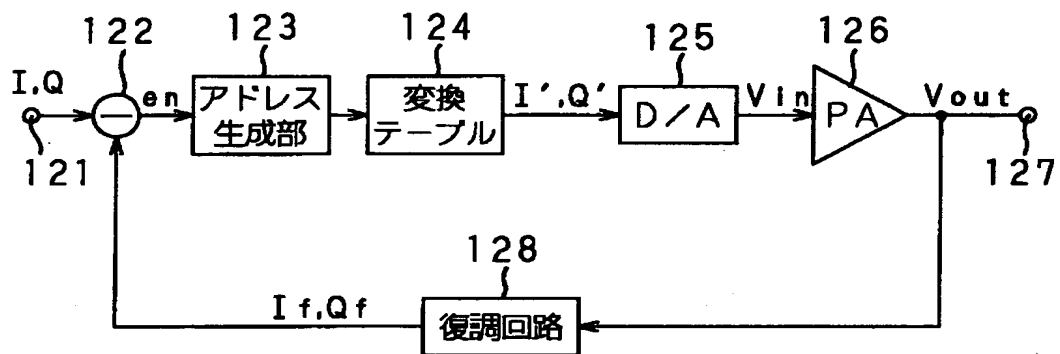 122
123
124
125
126
I,Q
en
アドレス
生成部
変換
テーブル
I',Q'
D/A
Vin
PA
Vout
121
127
128
If,Qf
復調回路